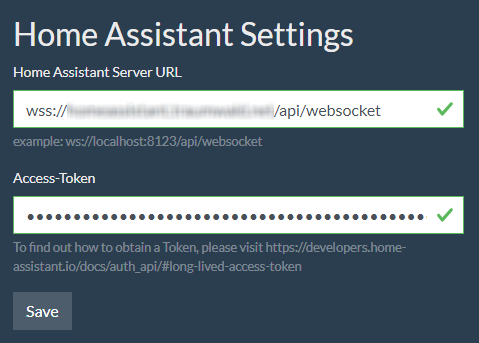 Home Assistant Settings
Home Assistant Server URL
wss:// /api/websocket
example: ws://localhost:8123/api/websocket
Access-Token
To find out how to obtain a Token, please visit https://developers.home-
assistant.io/docs/auth_api/#long-lived-access-token
Save